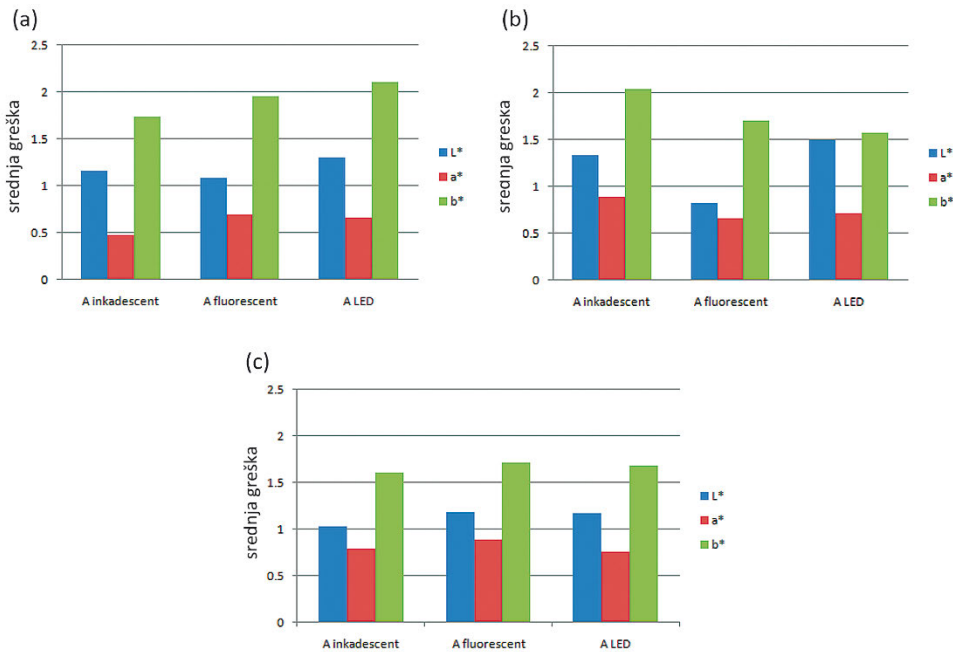 (a)
2.5
2
1.5
1
0.5
0
srednja greška
A inkadescent A fluorescent A LED
L*
a*
b*
(b)
2.5
2
1.5
1
0.5
0
srednja greska
A inkadescent A fluorescent A LED
L*
a*
b*
(c)
2.5
2
1.5
1
0.5
0
srednja greška
A inkadescent A fluorescent A LED
L*
a*
b*